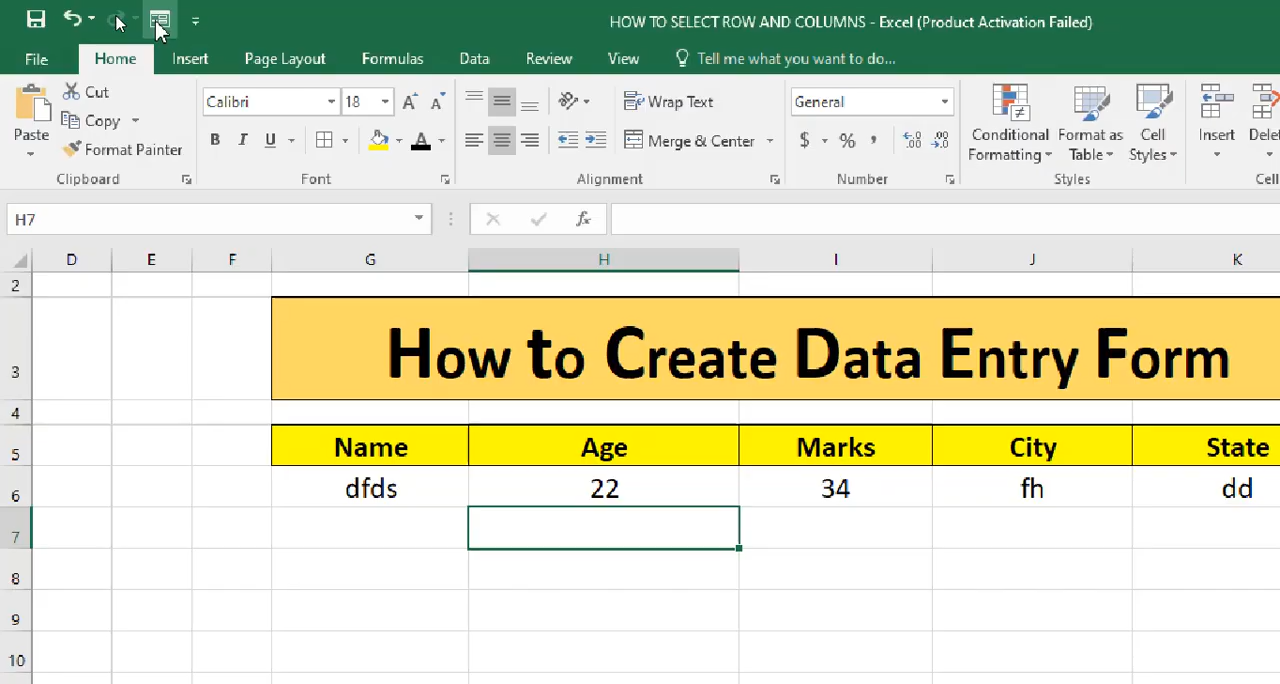 HOW TO SELECT ROW AND COLUMNS - Excel (Product Activation Failed)
File Home Insert Page Layout Formulas Data Review View Tell me what you want to do...
Paste
Cut
Copy
Format Painter
Clipboard
Calibri 18
B I U A
Font
Wrap Text
Merge & Center
Alignment
General
$ % ,
Number
Conditional Formatting
Format as Table
Cell Styles
Styles
Insert
H7
fx
D E F G H I J K
2
3 How to Create Data Entry Form
4
5 Name Age Marks City State
6 dfds 22 34 fh dd
7
8
9
10